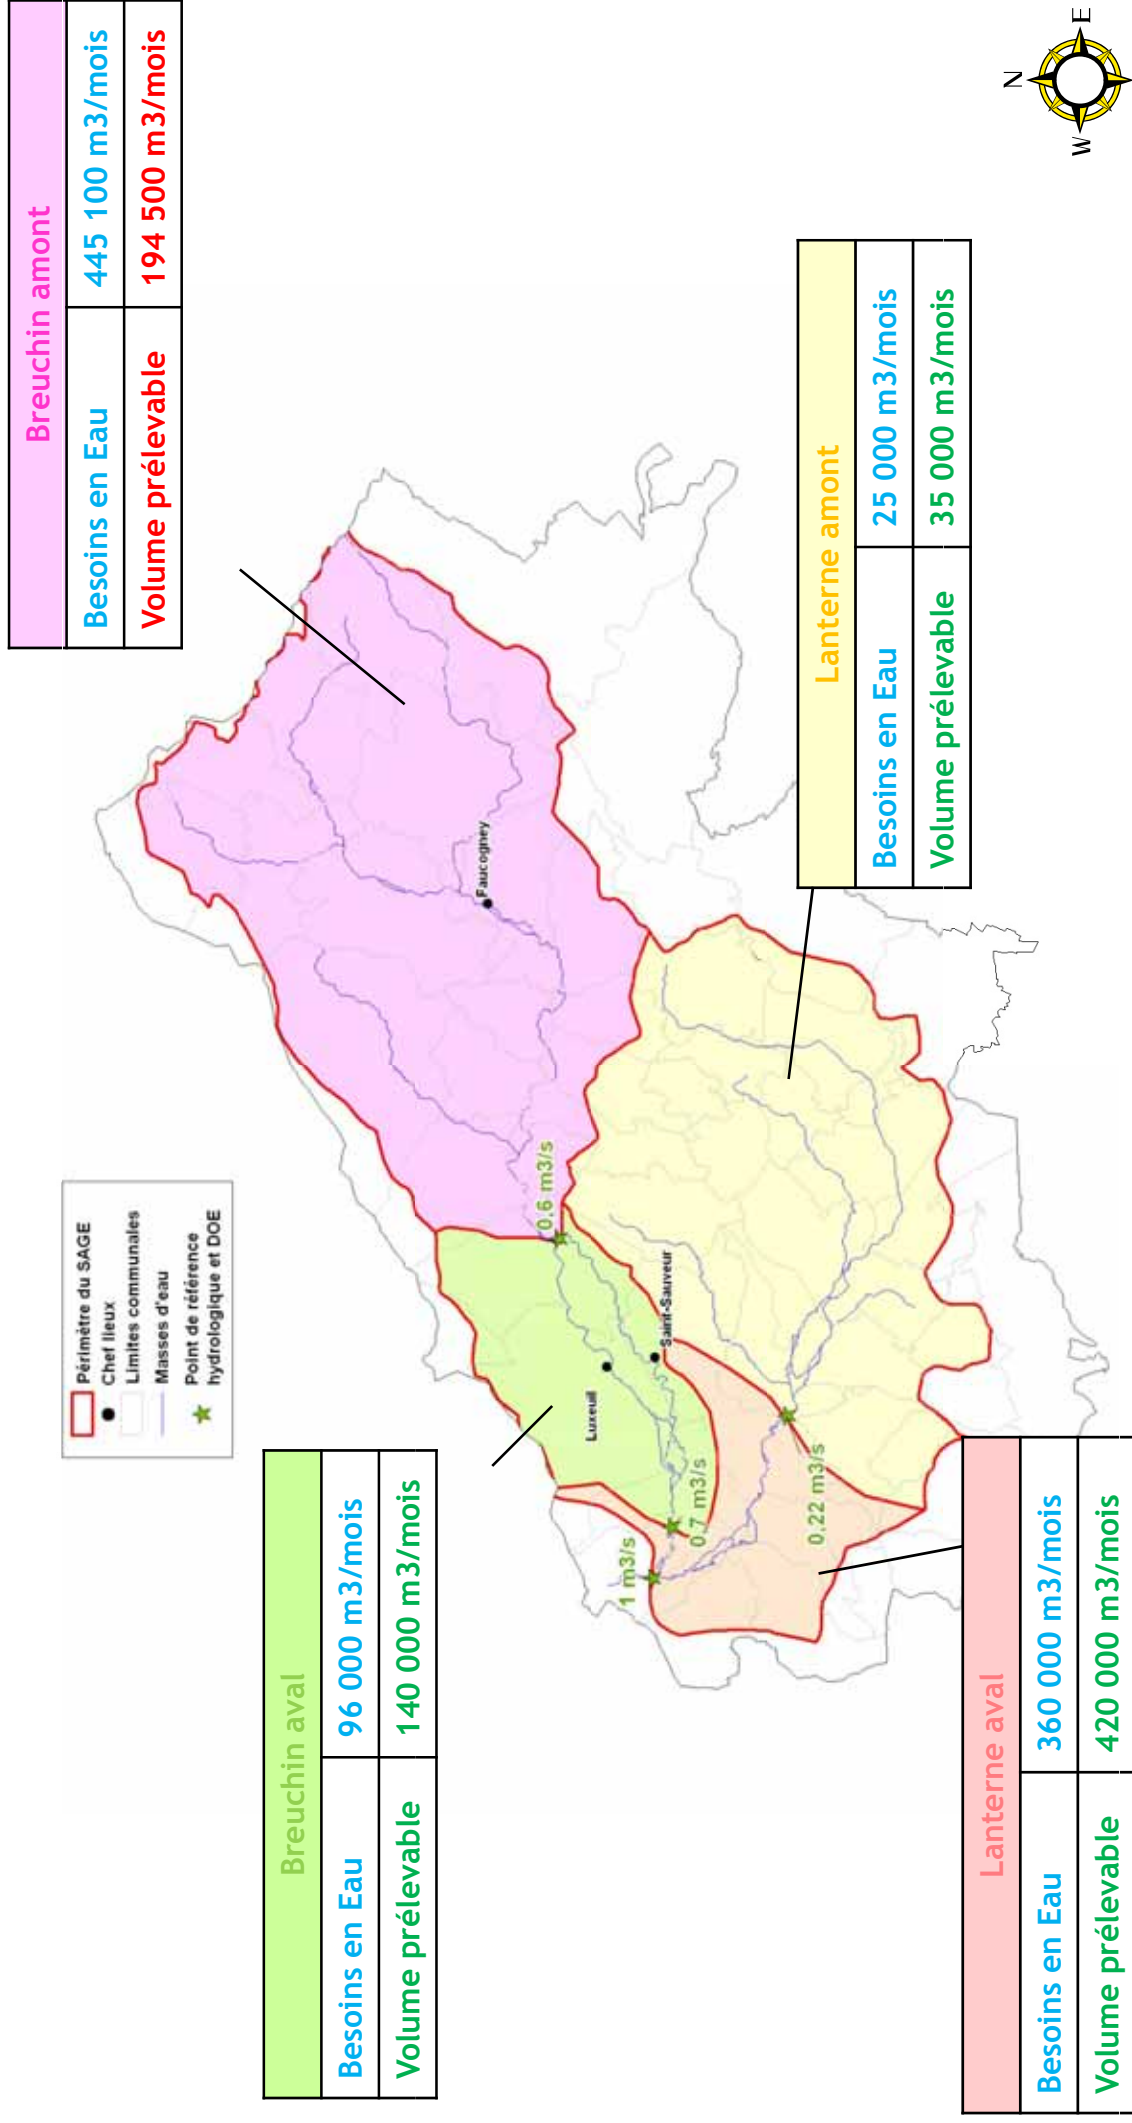 Breuchin amont
Besoins en Eau 445 100 m3/mois
Volume prélevable 194 500 m3/mois
Périmètre du SAGE
Chef lieux
Limites communales
Masses d'eau
Point de référence
hydrologique et DOE
Breuchin aval
Besoins en Eau 96 000 m3/mois
Volume prélevable 140 000 m3/mois
Faucogney
0,6 m3/s
Luxeuil
Saint-Sauveur
1 m3/s
0,7 m3/s
0,22 m3/s
Lanterne amont
Besoins en Eau 25 000 m3/mois
Volume prélevable 35 000 m3/mois
Lanterne aval
Besoins en Eau 360 000 m3/mois
Volume prélevable 420 000 m3/mois
N
W E